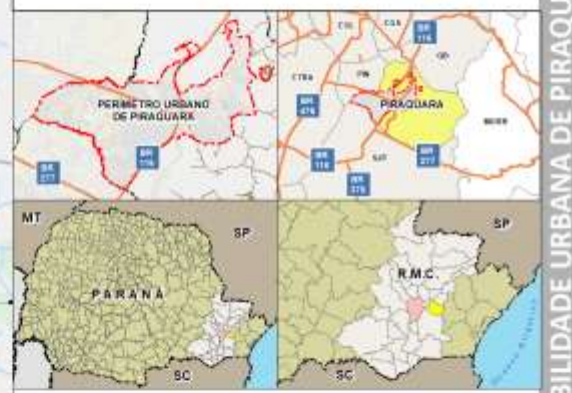 PERÍMETRO URBANO
DE PIRAQUARA
BR
277
BR
116
BR
116
PIRAQUARA
BR
476
BR
116
BR
376
BR
277
MT
SP
PARANÁ
SC
SP
R.M.C.
SC
BILIDADE URBANA DE PIRAQU